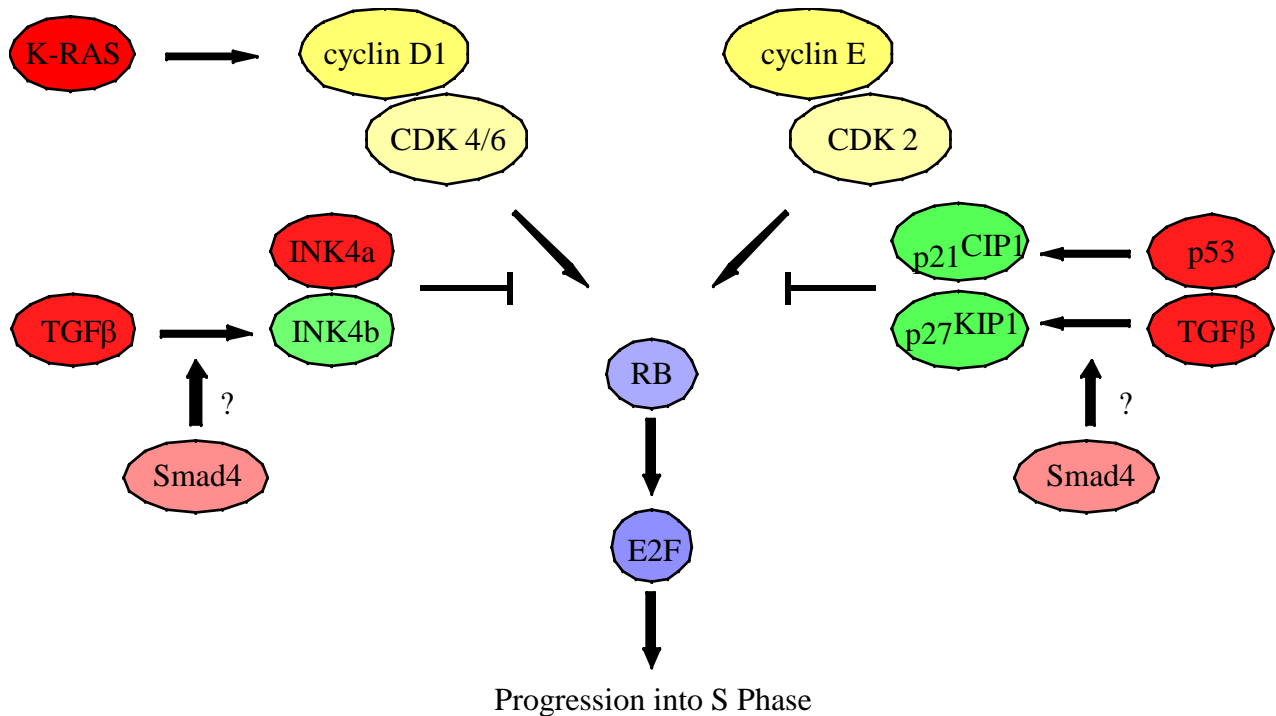 K-RAS
cyclin D1
cyclin E
CDK 4/6
CDK 2
INK4a
p21CIP1
p53
TGFβ
INK4b
p27KIP1
TGFβ
RB
?
?
Smad4
Smad4
E2F
Progression into S Phase